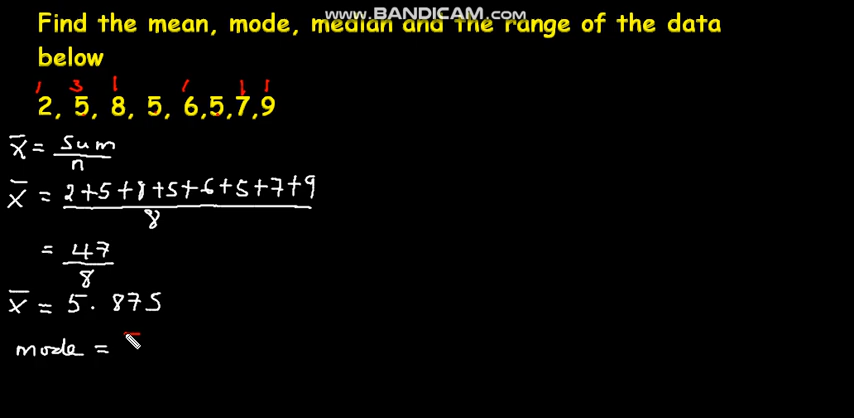 www.BANDICAM.com
Find the mean, mode, median and the range of the data
below
1 3 1 1 1 1
2, 5, 8, 5, 6,5,7,9
x̄ = sum/n
x̄ = 2+5+8+5+6+5+7+9/8
= 47/8
x̄ = 5.875
mode =